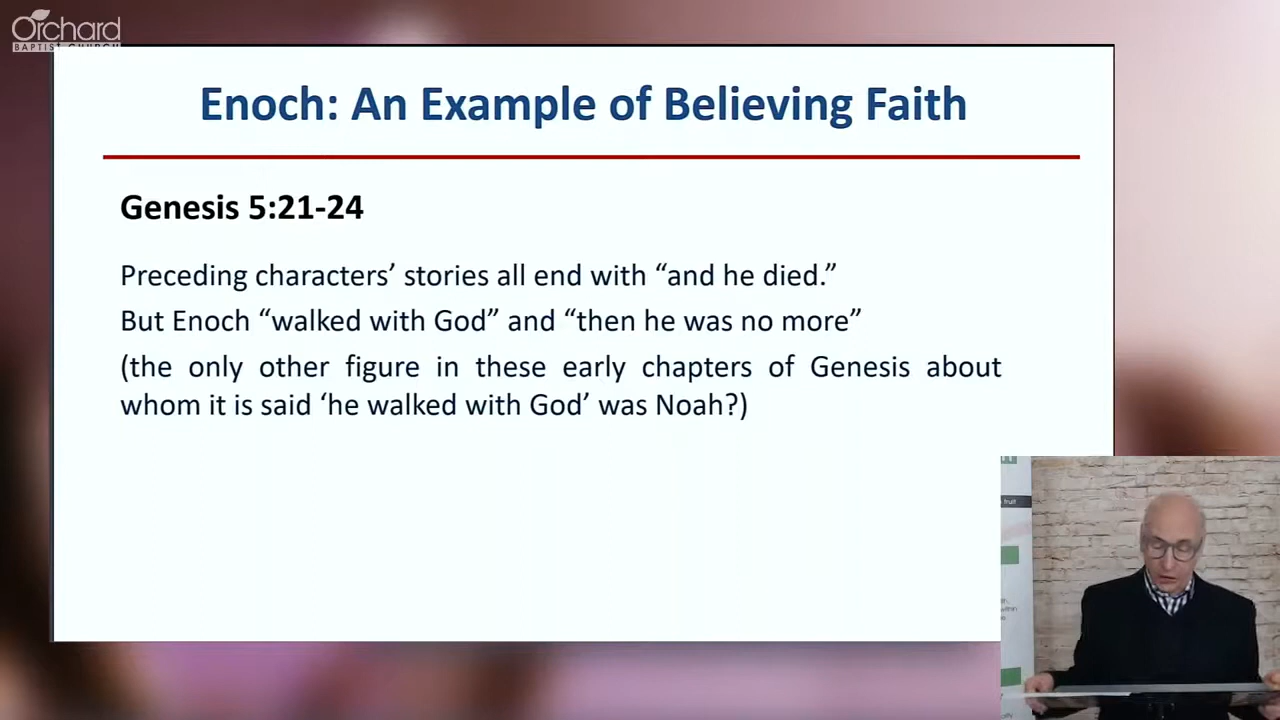 Orchard
BAPTIST CHURCH
Enoch: An Example of Believing Faith
Genesis 5:21-24
Preceding characters’ stories all end with “and he died.”
But Enoch “walked with God” and “then he was no more”
(the only other figure in these early chapters of Genesis about
whom it is said ‘he walked with God’ was Noah?)
fruit